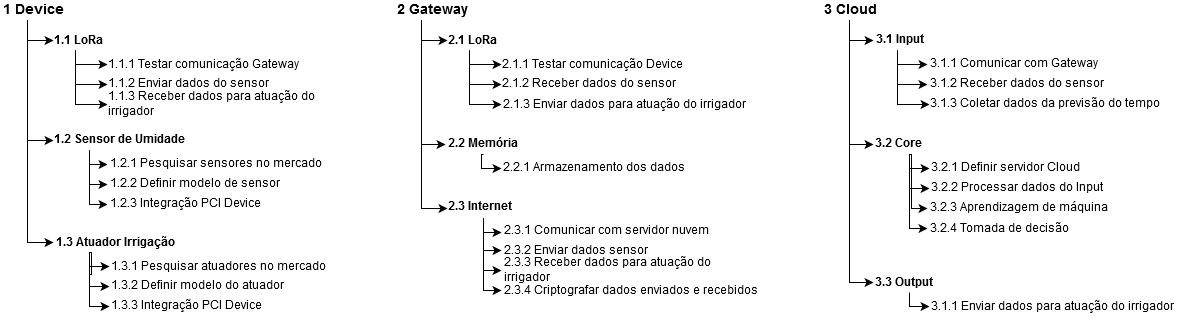 1 Device
1.1 LoRa
1.1.1 Testar comunicação Gateway
1.1.2 Enviar dados do sensor
1.1.3 Receber dados para atuação do
irrigador
1.2 Sensor de Umidade
1.2.1 Pesquisar sensores no mercado
1.2.2 Definir modelo de sensor
1.2.3 Integração PCI Device
1.3 Atuador Irrigação
1.3.1 Pesquisar atuadores no mercado
1.3.2 Definir modelo do atuador
1.3.3 Integração PCI Device
2 Gateway
2.1 LoRa
2.1.1 Testar comunicação Device
2.1.2 Receber dados do sensor
2.1.3 Enviar dados para atuação do irrigador
2.2 Memória
2.2.1 Armazenamento dos dados
2.3 Internet
2.3.1 Comunicar com servidor nuvem
2.3.2 Enviar dados sensor
2.3.3 Receber dados para atuação do
irrigador
2.3.4 Criptografar dados enviados e recebidos
3 Cloud
3.1 Input
3.1.1 Comunicar com Gateway
3.1.2 Receber dados do sensor
3.1.3 Coletar dados da previsão do tempo
3.2 Core
3.2.1 Definir servidor Cloud
3.2.2 Processar dados do Input
3.2.3 Aprendizagem de máquina
3.2.4 Tomada de decisão
3.3 Output
3.1.1 Enviar dados para atuação do irrigador